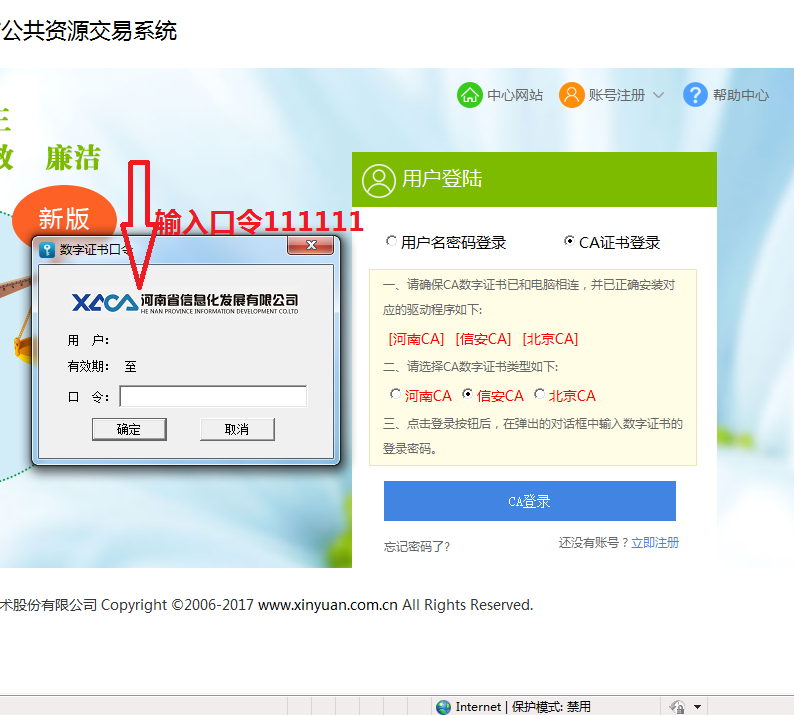 公共资源交易系统
中心网站 账号注册 帮助中心
廉洁
新版
输入口令111111
用户登陆
用户名密码登录 CA证书登录
数字证书口令
XACA 河南省信息化发展有限公司
HE NAN PROVINCE INFORMATION DEVELOPMENT CO.LTD
用 户:
有效期: 至
口 令:
确定 取消
一、请确保CA数字证书已和电脑相连，并已正确安装对
应的驱动程序如下:
[河南CA] [信安CA] [北京CA]
二、请选择CA数字证书类型如下:
河南CA 信安CA 北京CA
三、点击登录按钮后，在弹出的对话框中输入数字证书的
登录密码。
CA登录
忘记密码了? 还没有账号？立即注册
术股份有限公司 Copyright ©2006-2017 www.xinyuan.com.cn All Rights Reserved.
Internet | 保护模式: 禁用